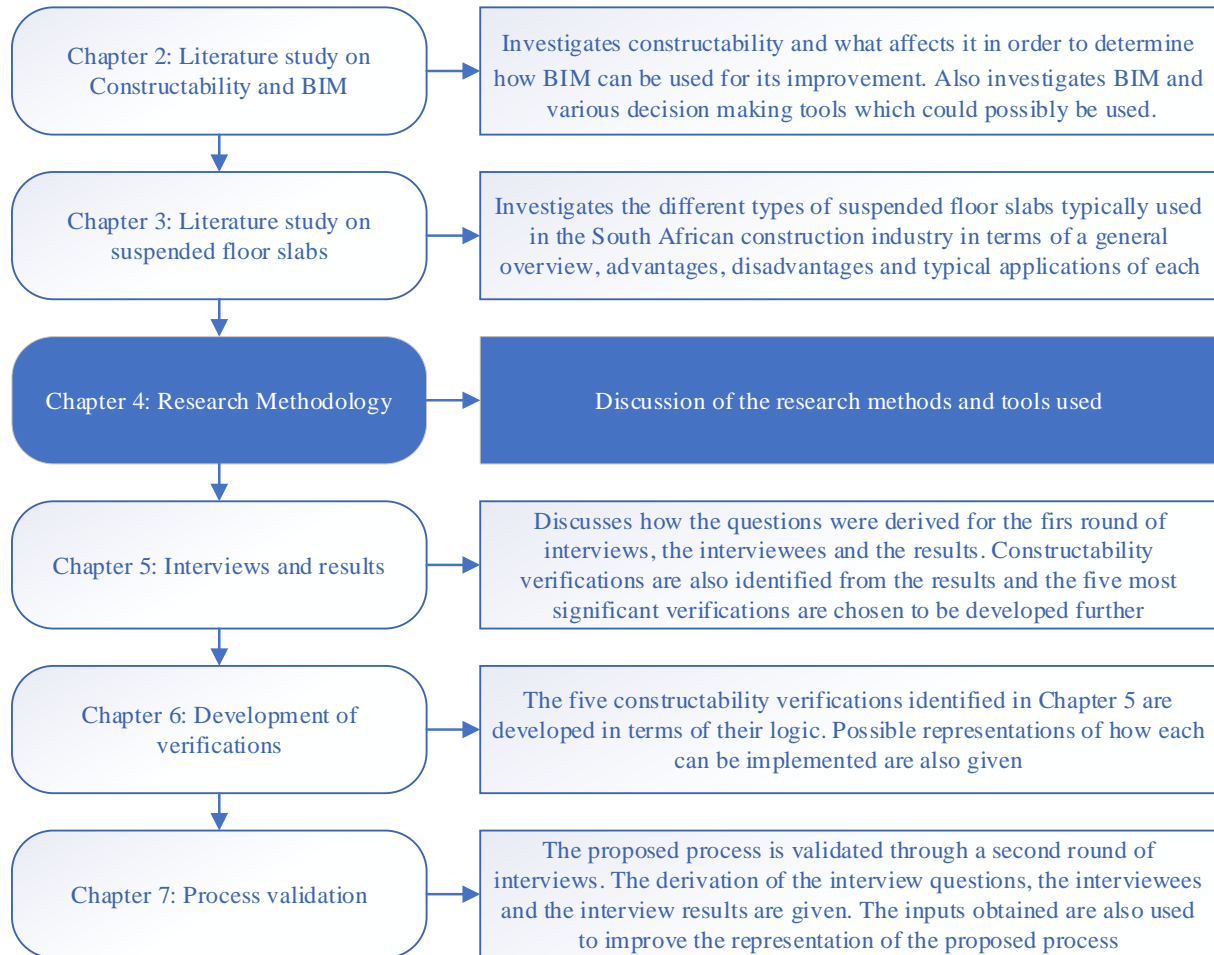 Chapter 2: Literature study on
Constructability and BIM
Investigates constructability and what affects it in order to determine
how BIM can be used for its improvement. Also investigates BIM and
various decision making tools which could possibly be used.
Chapter 3: Literature study on
suspended floor slabs
Investigates the different types of suspended floor slabs typically used
in the South African construction industry in terms of a general
overview, advantages, disadvantages and typical applications of each
Chapter 4: Research Methodology
Discussion of the research methods and tools used
Chapter 5: Interviews and results
Discusses how the questions were derived for the firs round of
interviews, the interviewees and the results. Constructability
verifications are also identified from the results and the five most
significant verifications are chosen to be developed further
Chapter 6: Development of
verifications
The five constructability verifications identified in Chapter 5 are
developed in terms of their logic. Possible representations of how each
can be implemented are also given
Chapter 7: Process validation
The proposed process is validated through a second round of
interviews. The derivation of the interview questions, the interviewees
and the interview results are given. The inputs obtained are also used
to improve the representation of the proposed process